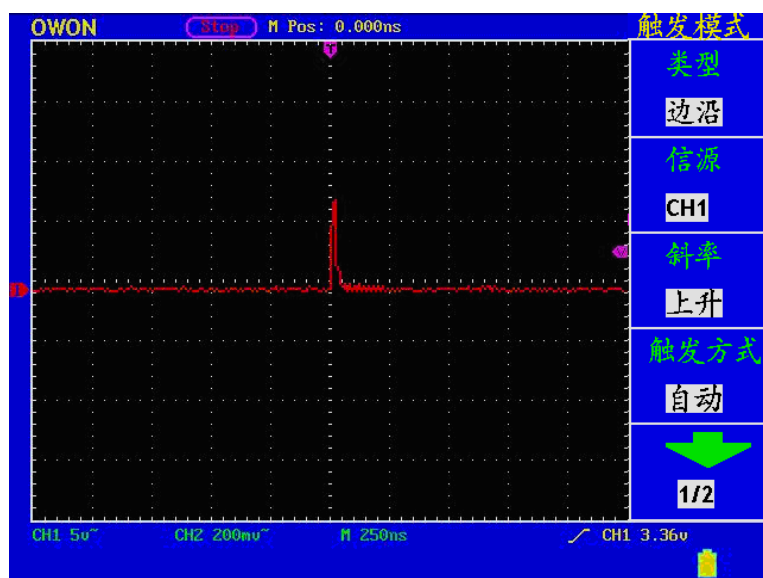 OWON Stop M Pos: 0.000ns 触发模式
T
类型
边沿
信源
CH1
斜率
上升
1
触发方式
自动
1/2
CH1 5v~ CH2 200mv~ M 250ns CH1 3.36v